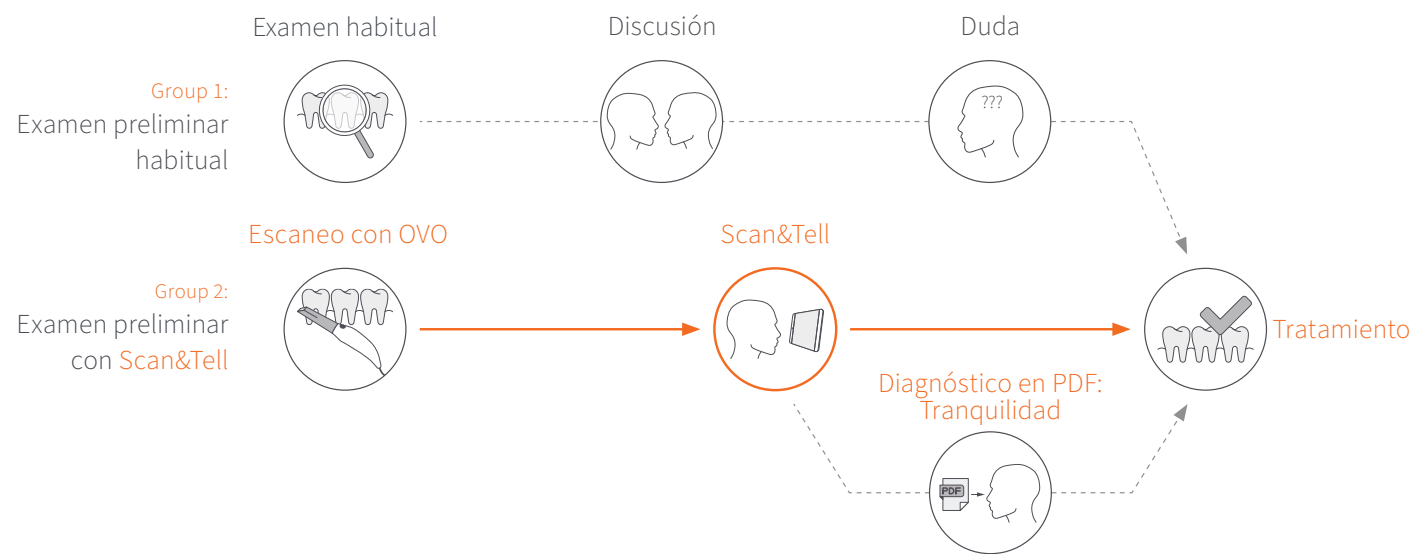 Examen habitual
Discusión
Duda
Group 1:
Examen preliminar
habitual
???
Escaneo con OVO
Scan&Tell
Group 2:
Examen preliminar
con Scan&Tell
Tratamiento
Diagnóstico en PDF:
Tranquilidad
PDF